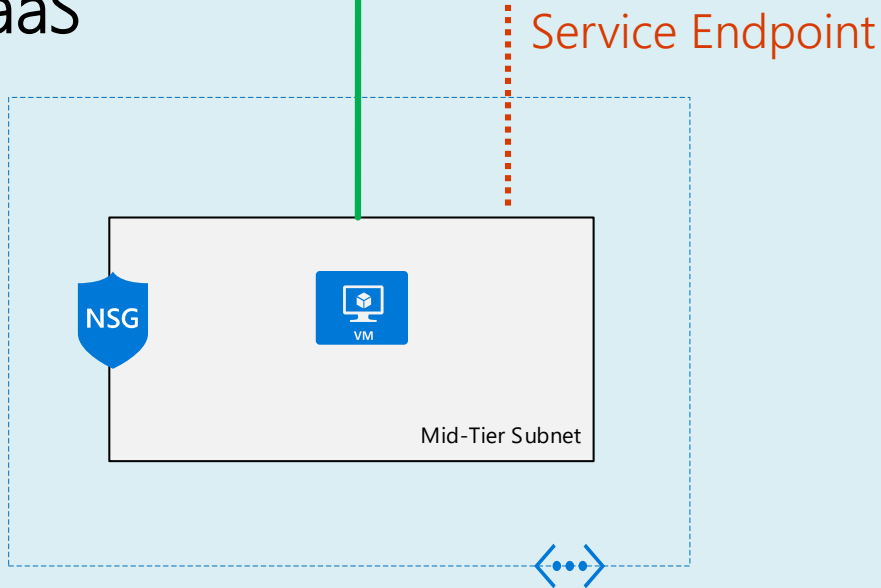 aaS
Service Endpoint
NSG
VM
Mid-Tier Subnet